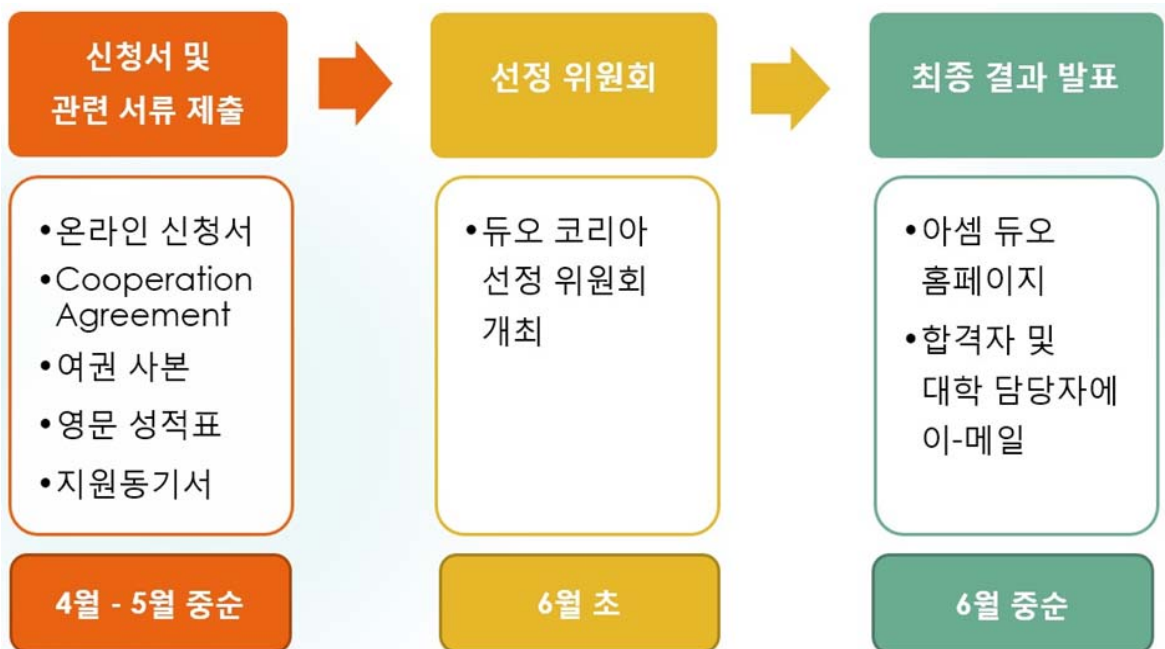 신청서 및
관련 서류 제출
선정 위원회
최종 결과 발표
•온라인 신청서
•Cooperation
Agreement
•여권 사본
•영문 성적표
•지원동기서
•듀오 코리아
선정 위원회
개최
•아셈 듀오
홈페이지
•합격자 및
대학 담당자에
이-메일
4월 - 5월 중순
6월 초
6월 중순